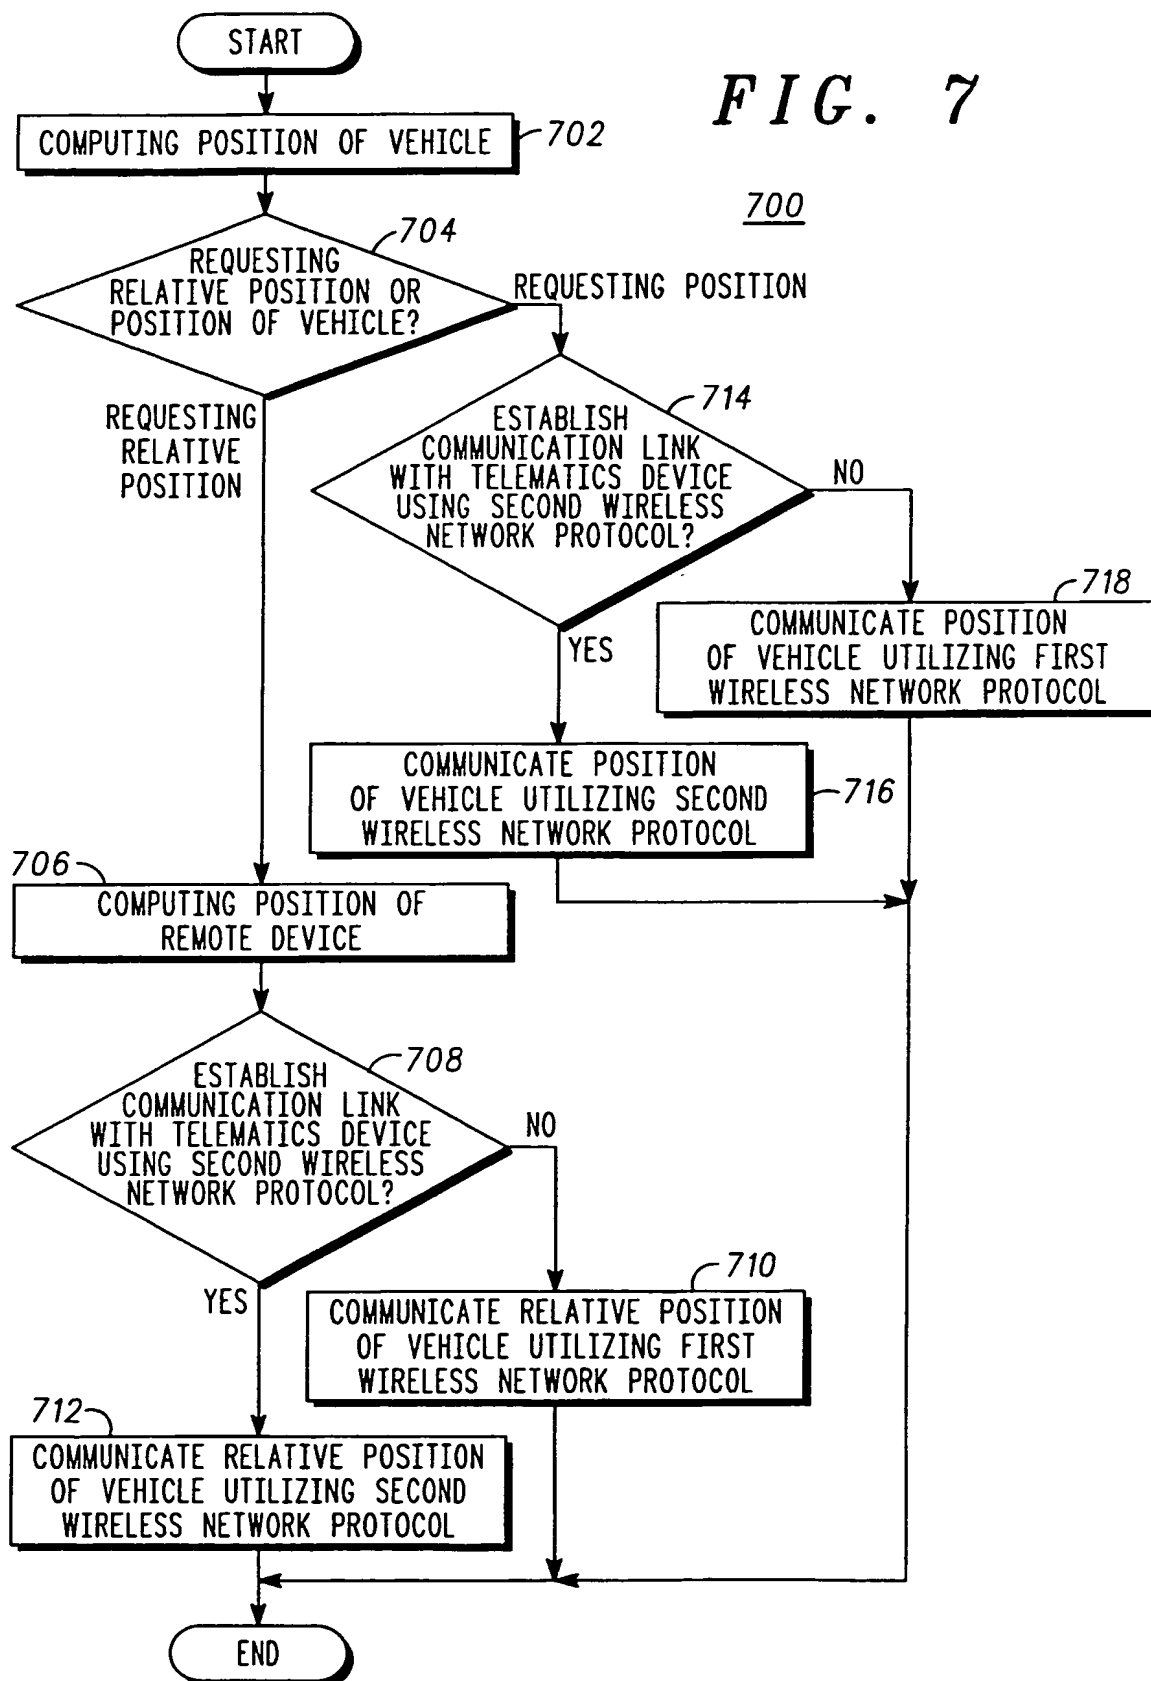 START
FIG. 7
COMPUTING POSITION OF VEHICLE
702
700
704
REQUESTING
RELATIVE POSITION OR
POSITION OF VEHICLE?
REQUESTING POSITION
REQUESTING
RELATIVE
POSITION
714
ESTABLISH
COMMUNICATION LINK
WITH TELEMATICS DEVICE
USING SECOND WIRELESS
NETWORK PROTOCOL?
NO
718
COMMUNICATE POSITION
OF VEHICLE UTILIZING FIRST
WIRELESS NETWORK PROTOCOL
YES
COMMUNICATE POSITION
OF VEHICLE UTILIZING SECOND
WIRELESS NETWORK PROTOCOL
716
706
COMPUTING POSITION OF
REMOTE DEVICE
708
ESTABLISH
COMMUNICATION LINK
WITH TELEMATICS DEVICE
USING SECOND WIRELESS
NETWORK PROTOCOL?
NO
YES
710
COMMUNICATE RELATIVE POSITION
OF VEHICLE UTILIZING FIRST
WIRELESS NETWORK PROTOCOL
712
COMMUNICATE RELATIVE POSITION
OF VEHICLE UTILIZING SECOND
WIRELESS NETWORK PROTOCOL
END